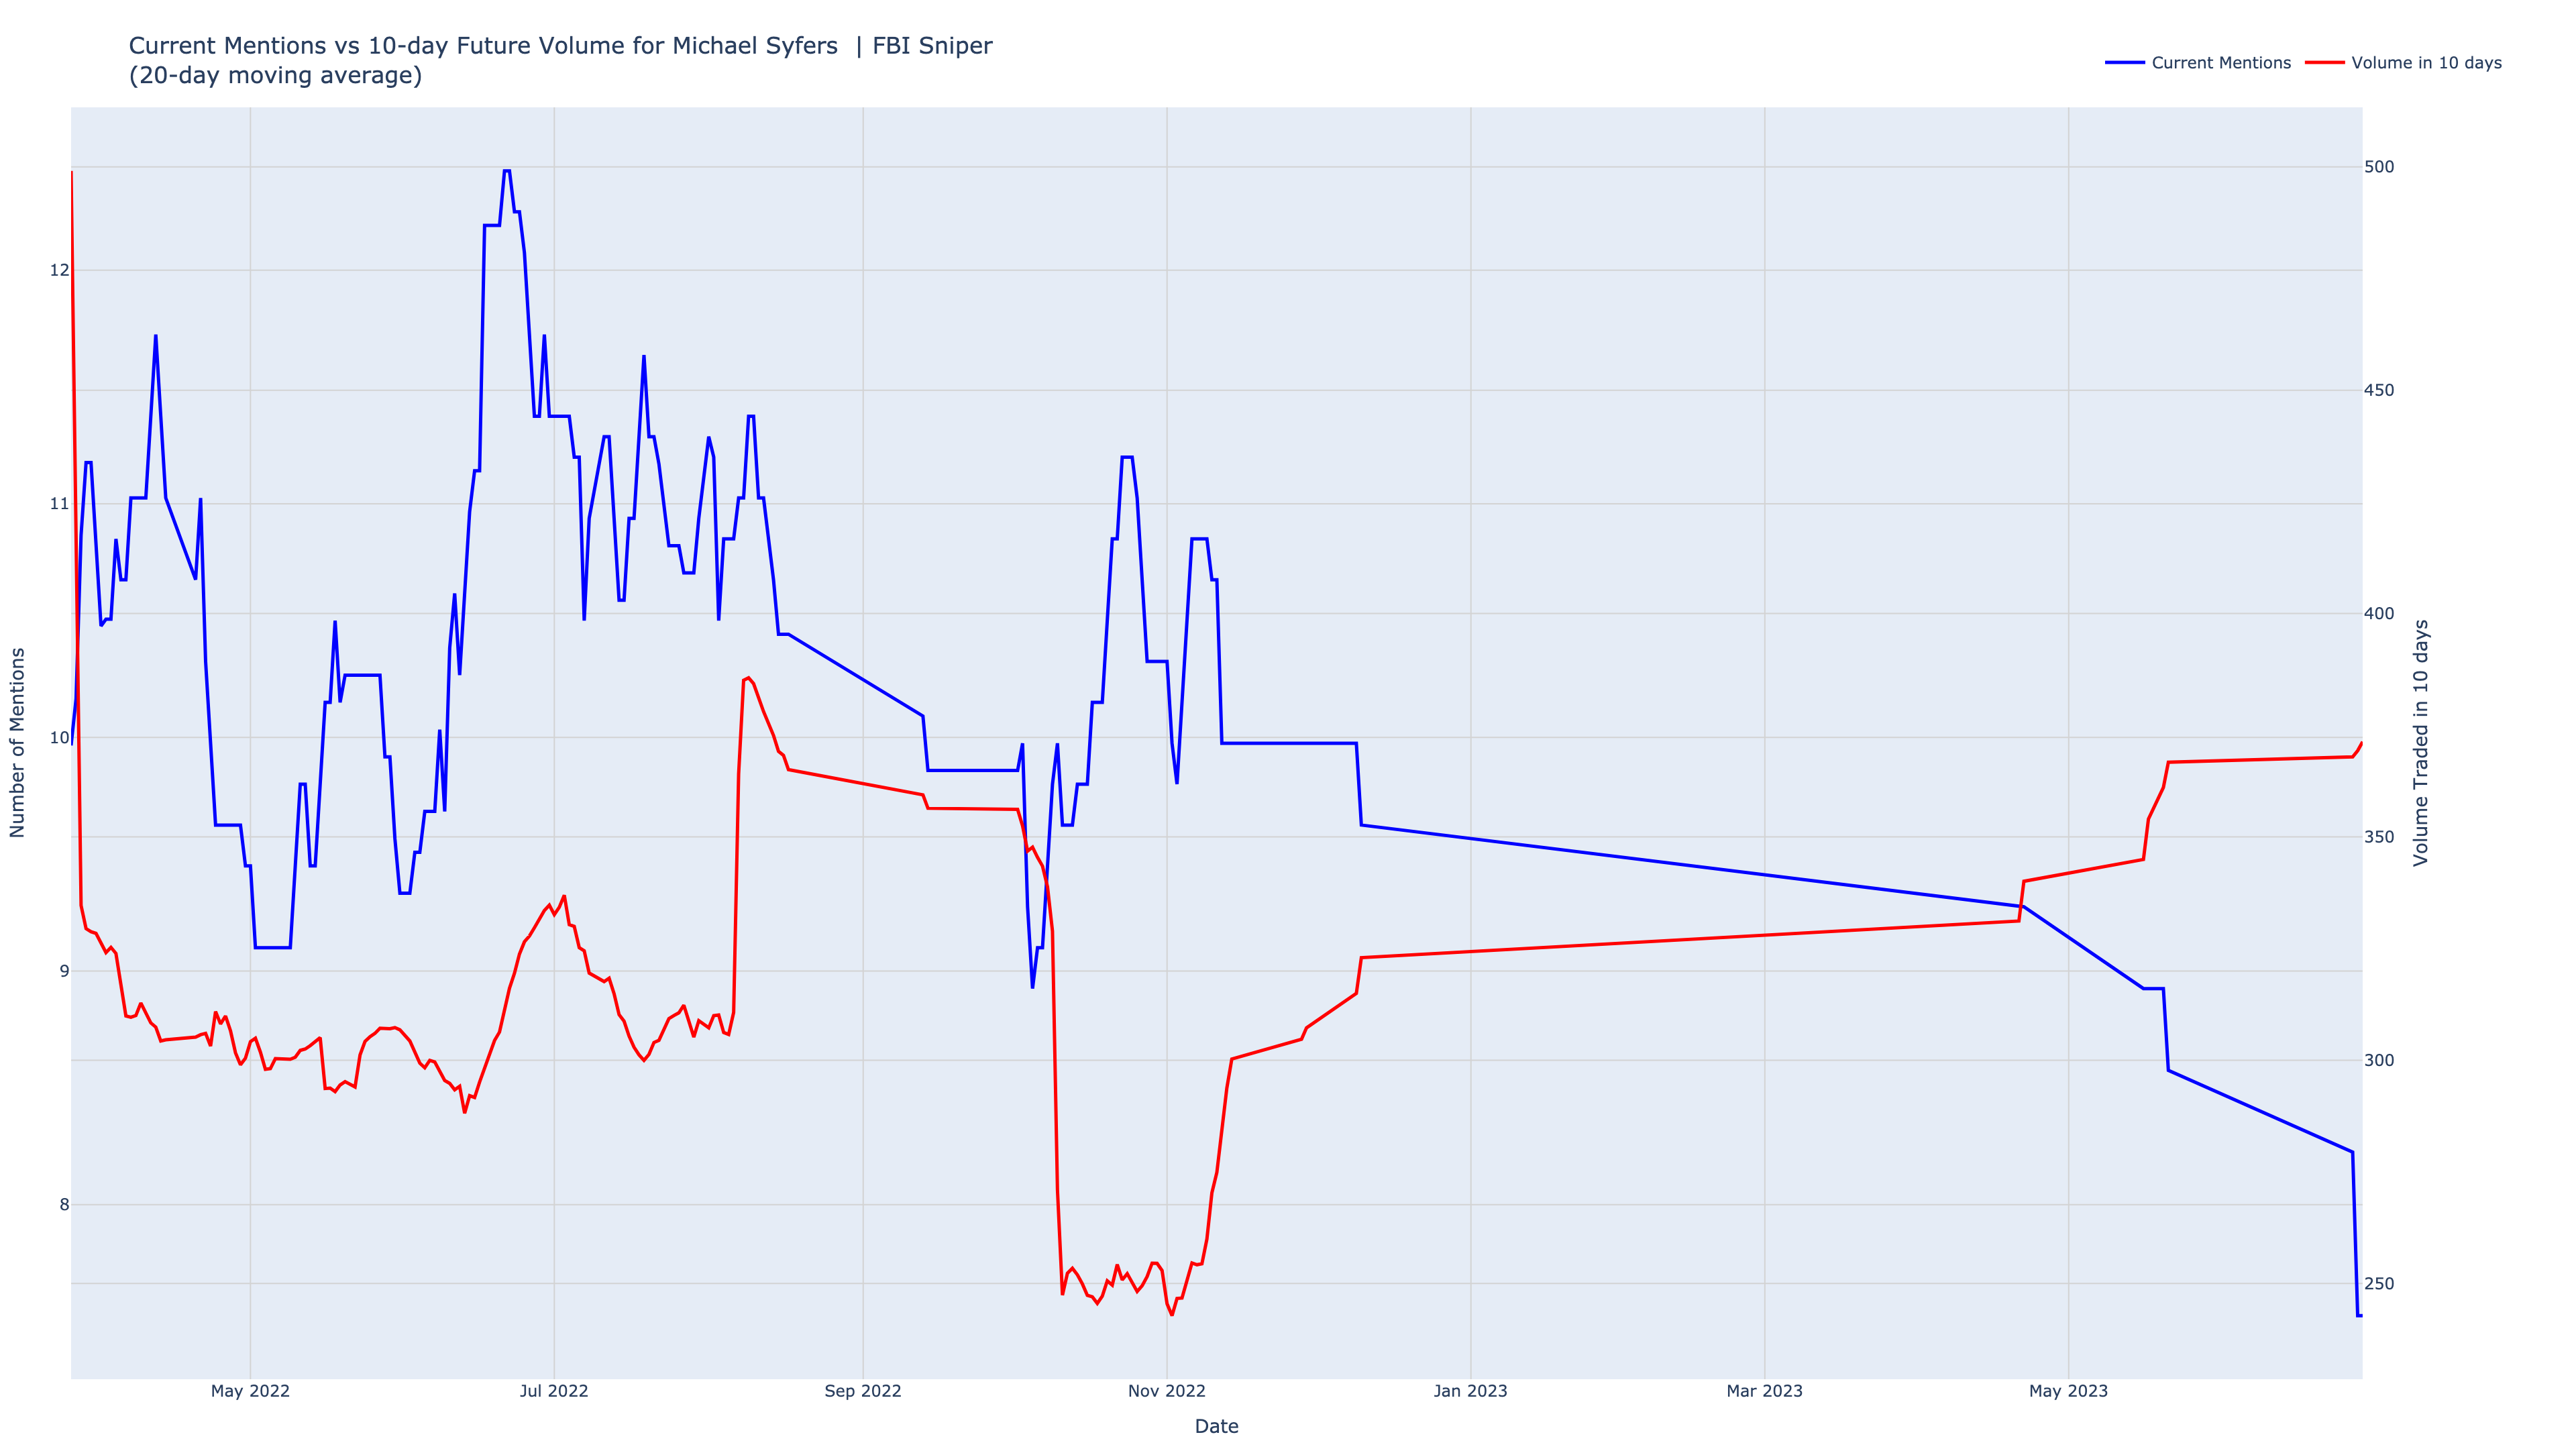 Current Mentions vs 10-day Future Volume for Michael Syfers  | FBI Sniper
(20-day moving average)
Current Mentions
Volume in 10 days
Number of Mentions
12
11
10
9
8
500
450
400
350
300
250
Volume Traded in 10 days
May 2022
Jul 2022
Sep 2022
Nov 2022
Jan 2023
Mar 2023
May 2023
Date